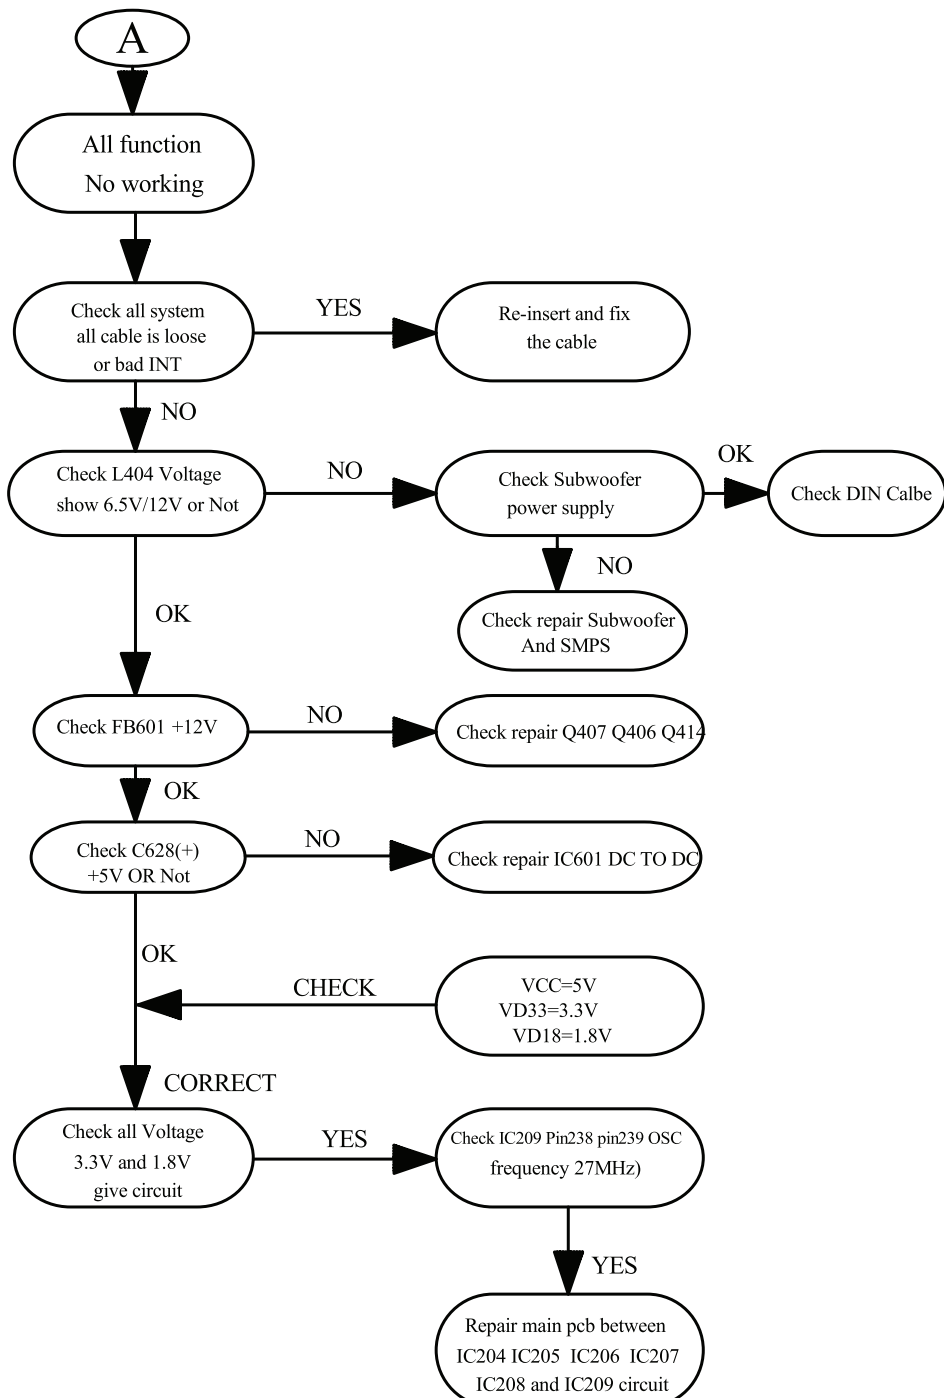 A
All function
No working
Check all system
all cable is loose
or bad INT
YES
Re-insert and fix
the cable
NO
Check L404 Voltage
show 6.5V/12V or Not
NO
Check Subwoofer
power supply
OK
Check DIN Calbe
NO
Check repair Subwoofer
And SMPS
OK
Check FB601 +12V
NO
Check repair Q407 Q406 Q414
OK
Check C628(+)
+5V OR Not
NO
Check repair IC601 DC TO DC
OK
CHECK
VCC=5V
VD33=3.3V
VD18=1.8V
CORRECT
Check all Voltage
3.3V and 1.8V
give circuit
YES
Check IC209 Pin238 pin239 OSC
frequency 27MHz)
YES
Repair main pcb between
IC204 IC205 IC206 IC207
IC208 and IC209 circuit